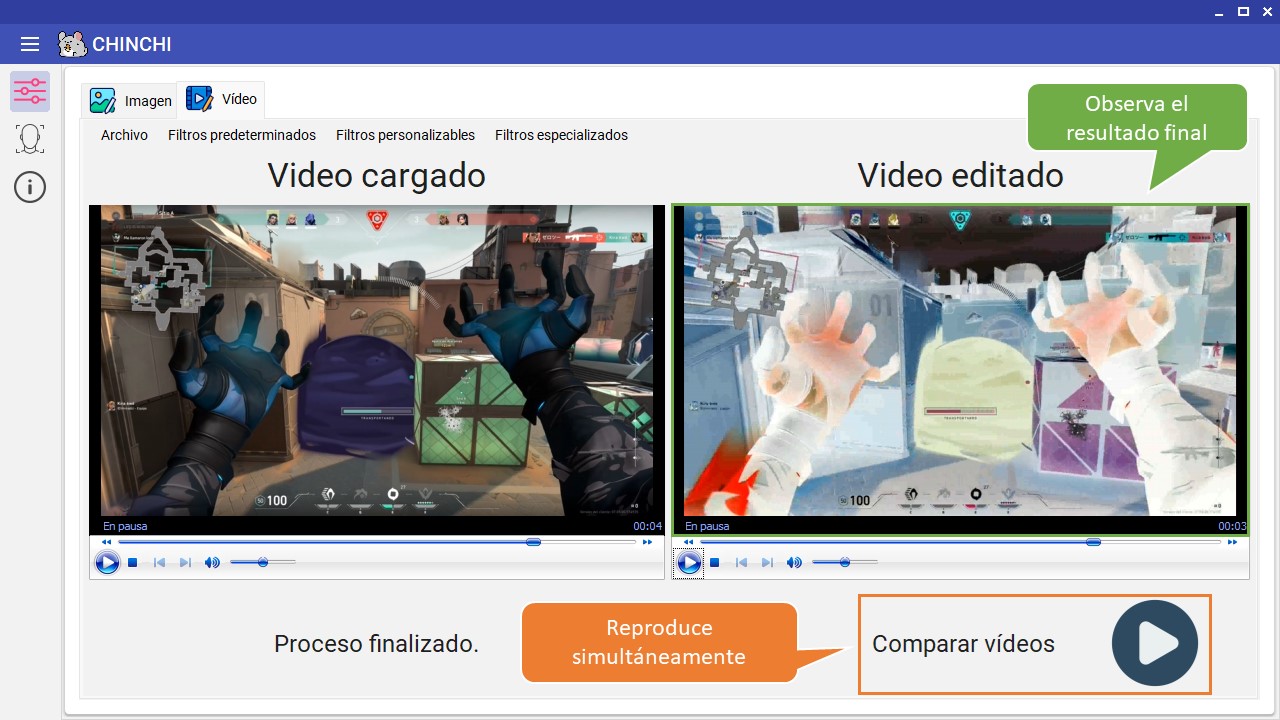 CHINCHI
Imagen
Vídeo
Archivo Filtros predeterminados Filtros personalizables Filtros especializados
Observa el
resultado final
Video cargado
Video editado
100
En pausa
00:04
01
100
En pausa
00:03
Proceso finalizado.
Reproduce
simultáneamente
Comparar vídeos